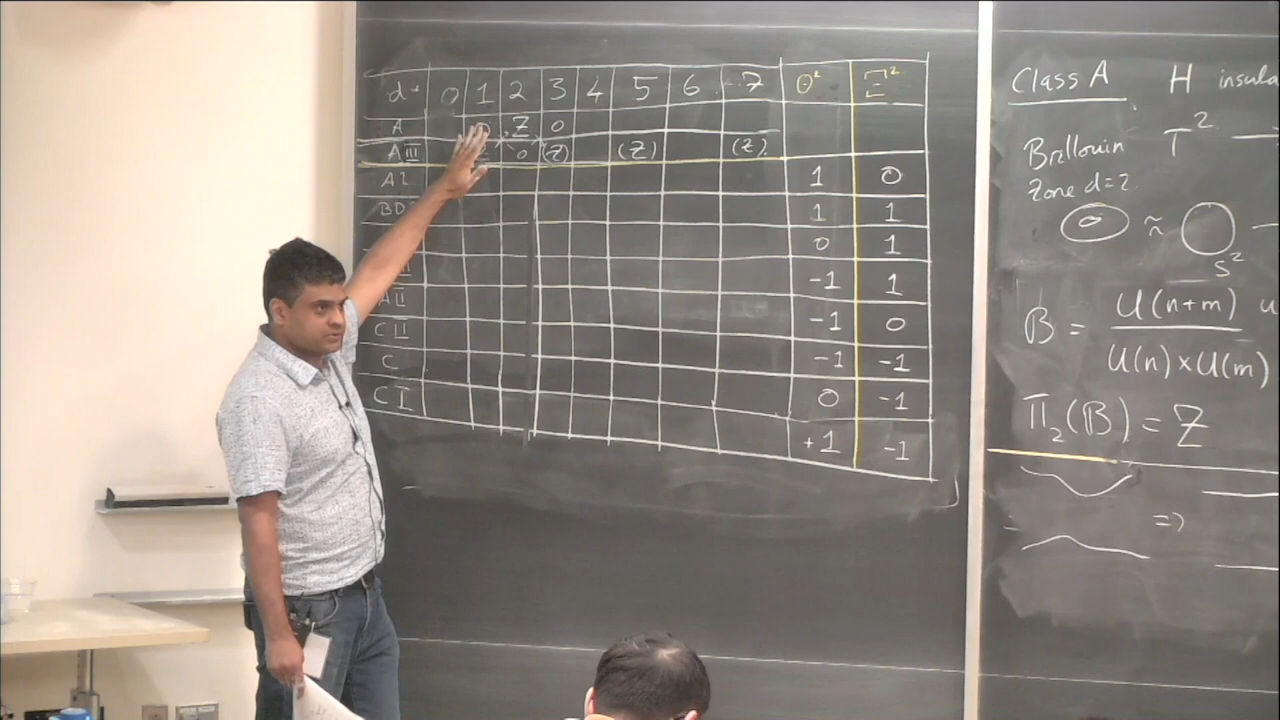 d 0 1 2 3 4 5 6 7 Θ² Ξ²
A 0 Z 0
AIII 0 (Z) (Z) (Z)
AI 1 0
BD 1 1
0 1
-1 1
AII -1 0
CII -1 -1
C 0 -1
CI +1 -1
Class A H insula
Brillouin
Zone d=2.
T²
≈
S²
B = U(n+m)
U(n)×U(m)
π₂(B) = Z
⇒